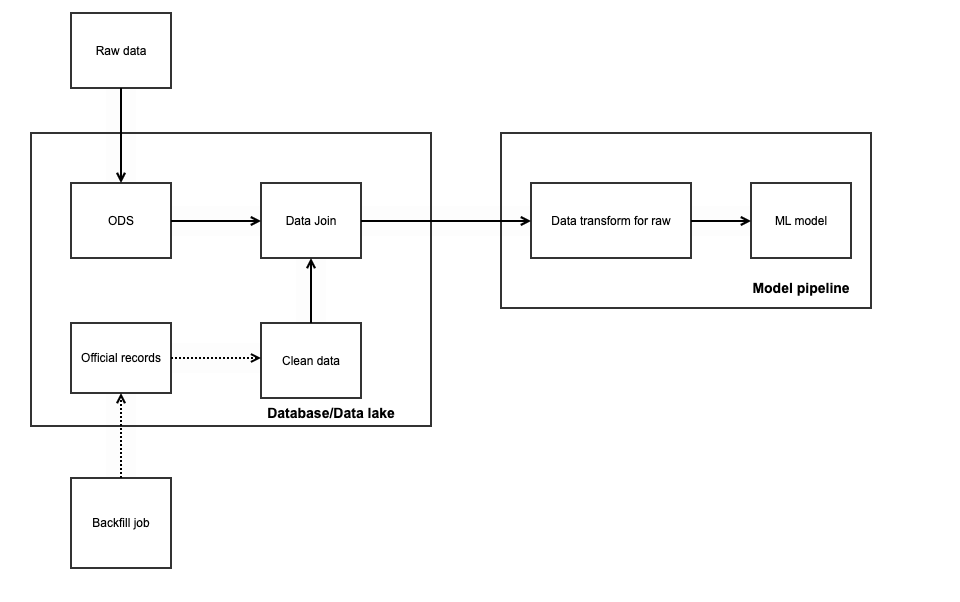 Raw data
ODS
Data Join
Data transform for raw
ML model
Model pipeline
Official records
Clean data
Database/Data lake
Backfill job